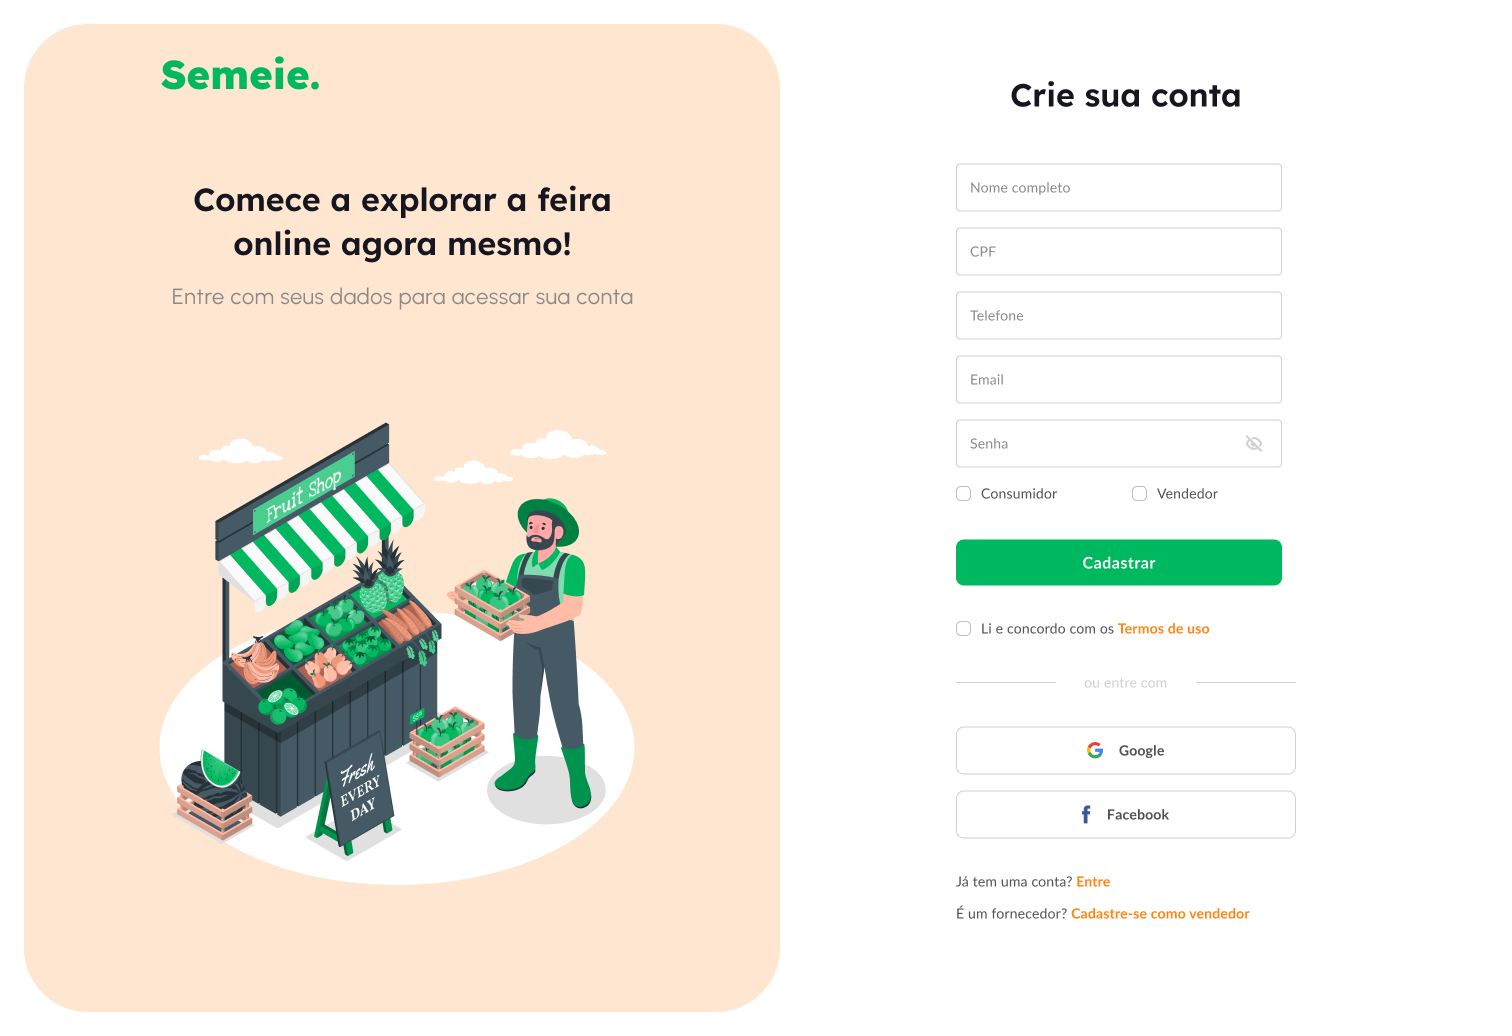 Semeie.
Comece a explorar a feira
online agora mesmo!
Entre com seus dados para acessar sua conta
Fruit Shop
Fresh
EVERY
DAY
Crie sua conta
Nome completo
CPF
Telefone
Email
Senha
Consumidor
Vendedor
Cadastrar
Li e concordo com os Termos de uso
ou entre com
Google
Facebook
Já tem uma conta? Entre
É um fornecedor? Cadastre-se como vendedor